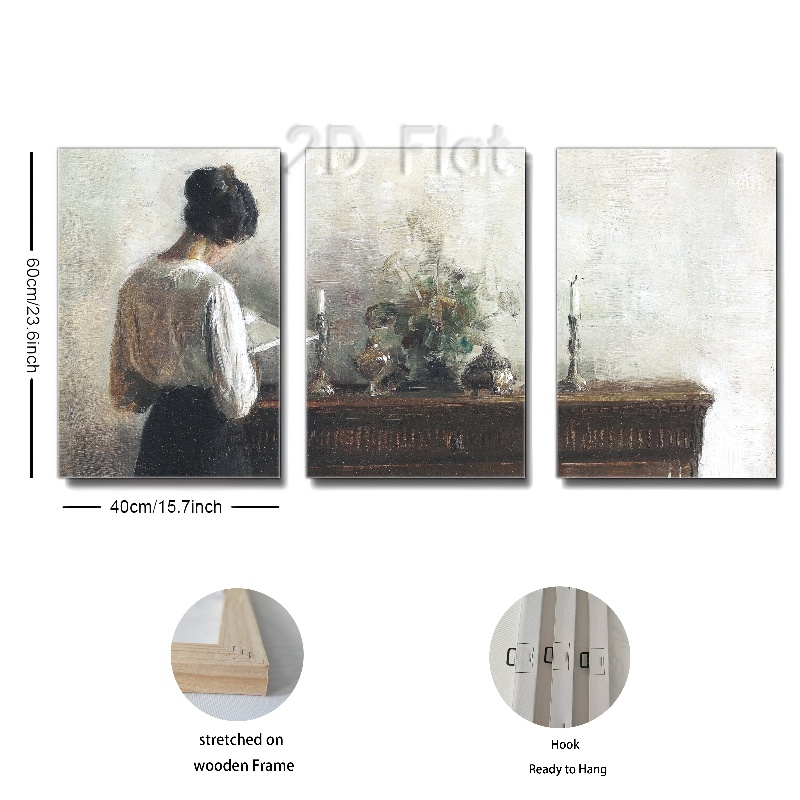 2D Flat
60cm/23.6inch
40cm/15.7inch
stretched on
wooden Frame
Hook
Ready to Hang